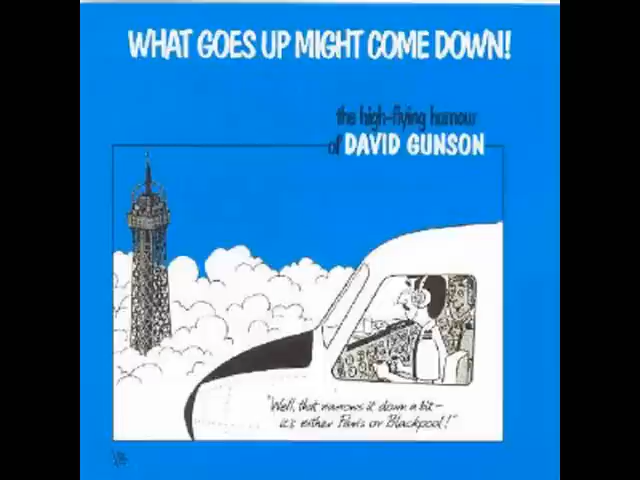 WHAT GOES UP MIGHT COME DOWN!
the high-flying humour
of DAVID GUNSON
"Well, that narrows it down a bit-
it's either Paris or Blackpool!"